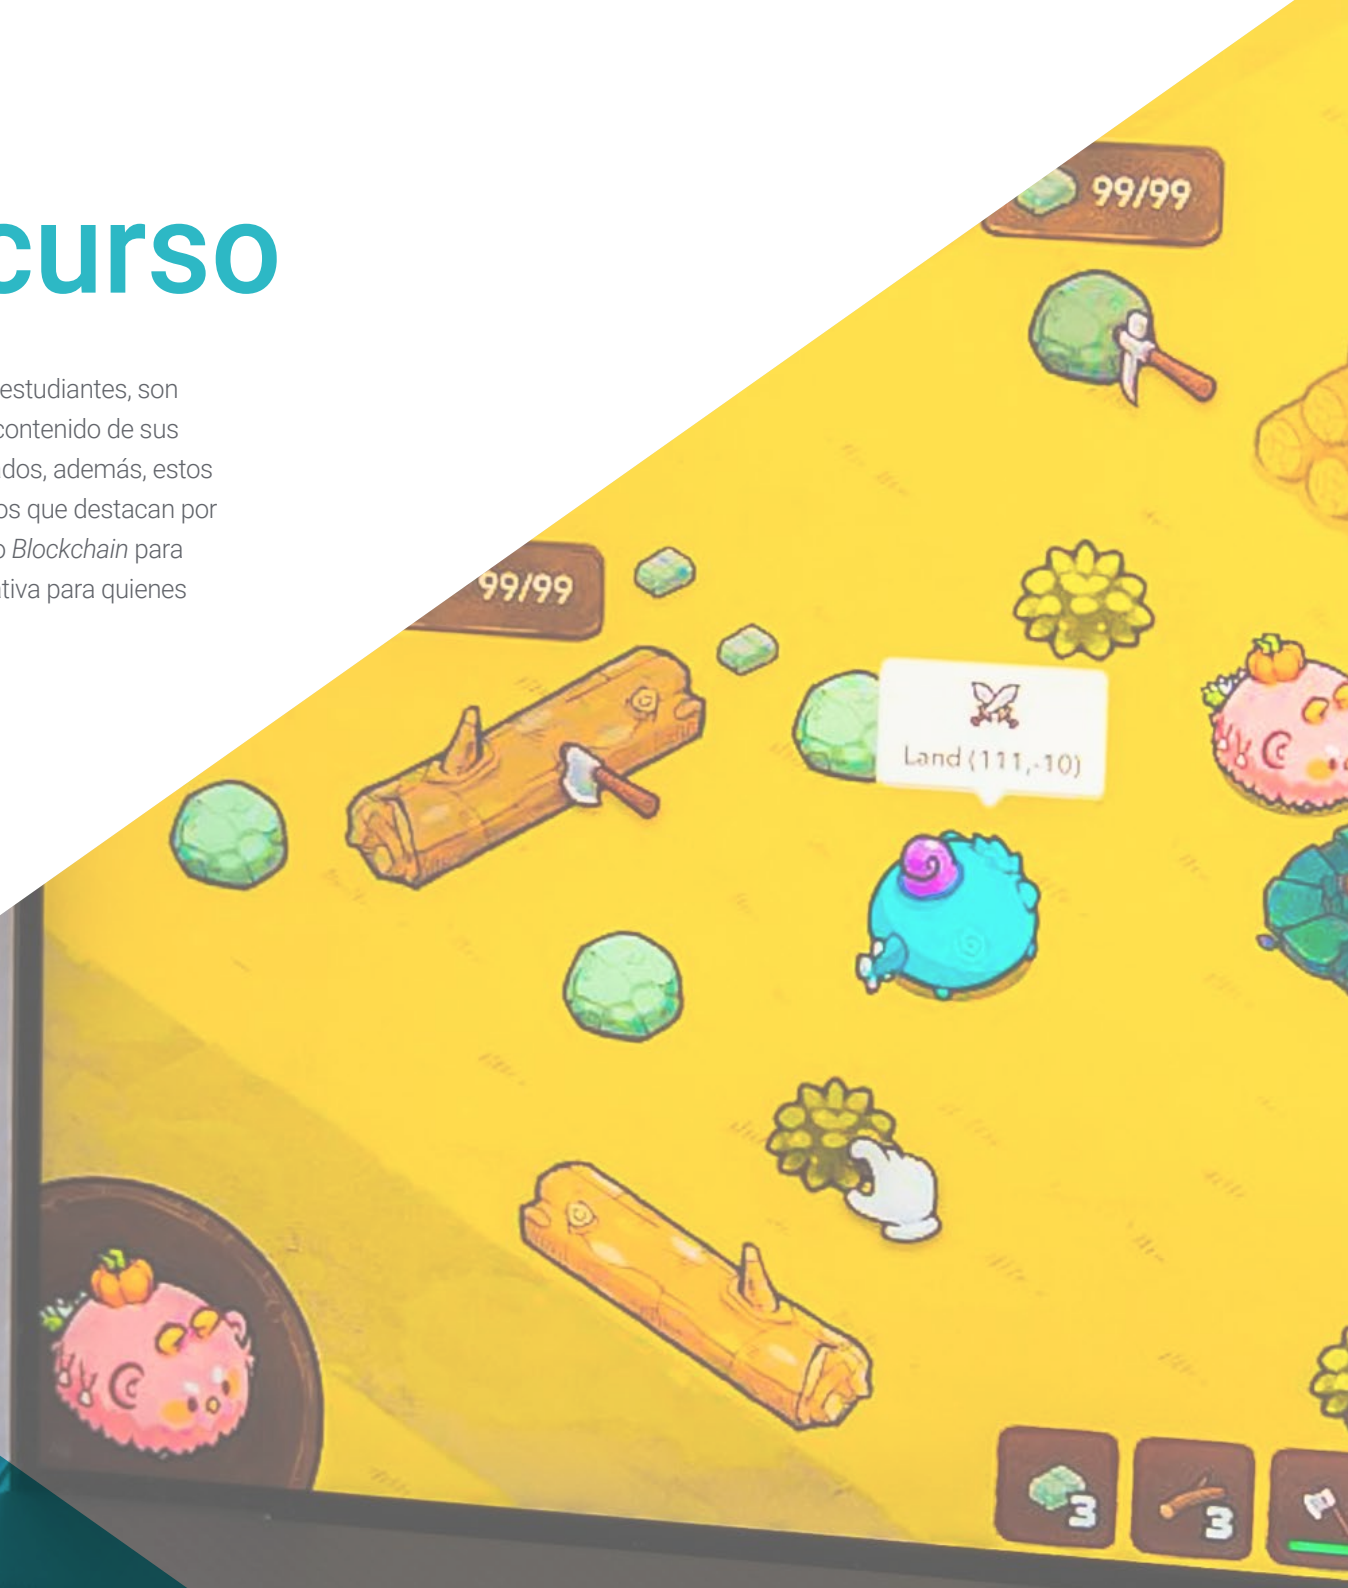 curso
estudiantes, son
contenido de sus
dos, además, estos
os que destacan por
o Blockchain para
tiva para quienes
99/99
99/99
Land (111,-10)
3
3